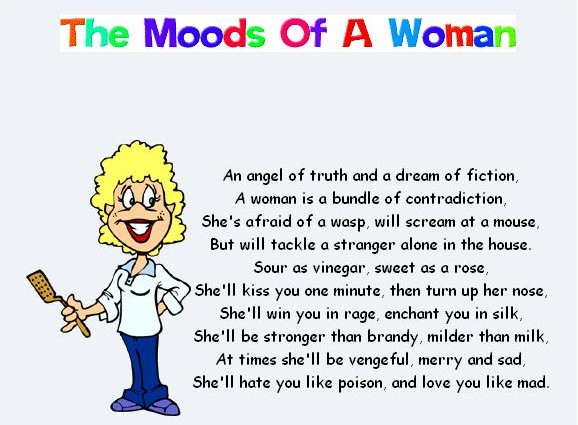 The Moods Of A Woman
An angel of truth and a dream of fiction,
A woman is a bundle of contradiction,
She's afraid of a wasp, will scream at a mouse,
But will tackle a stranger alone in the house.
Sour as vinegar, sweet as a rose,
She'll kiss you one minute, then turn up her nose,
She'll win you in rage, enchant you in silk,
She'll be stronger than brandy, milder than milk,
At times she'll be vengeful, merry and sad,
She'll hate you like poison, and love you like mad.